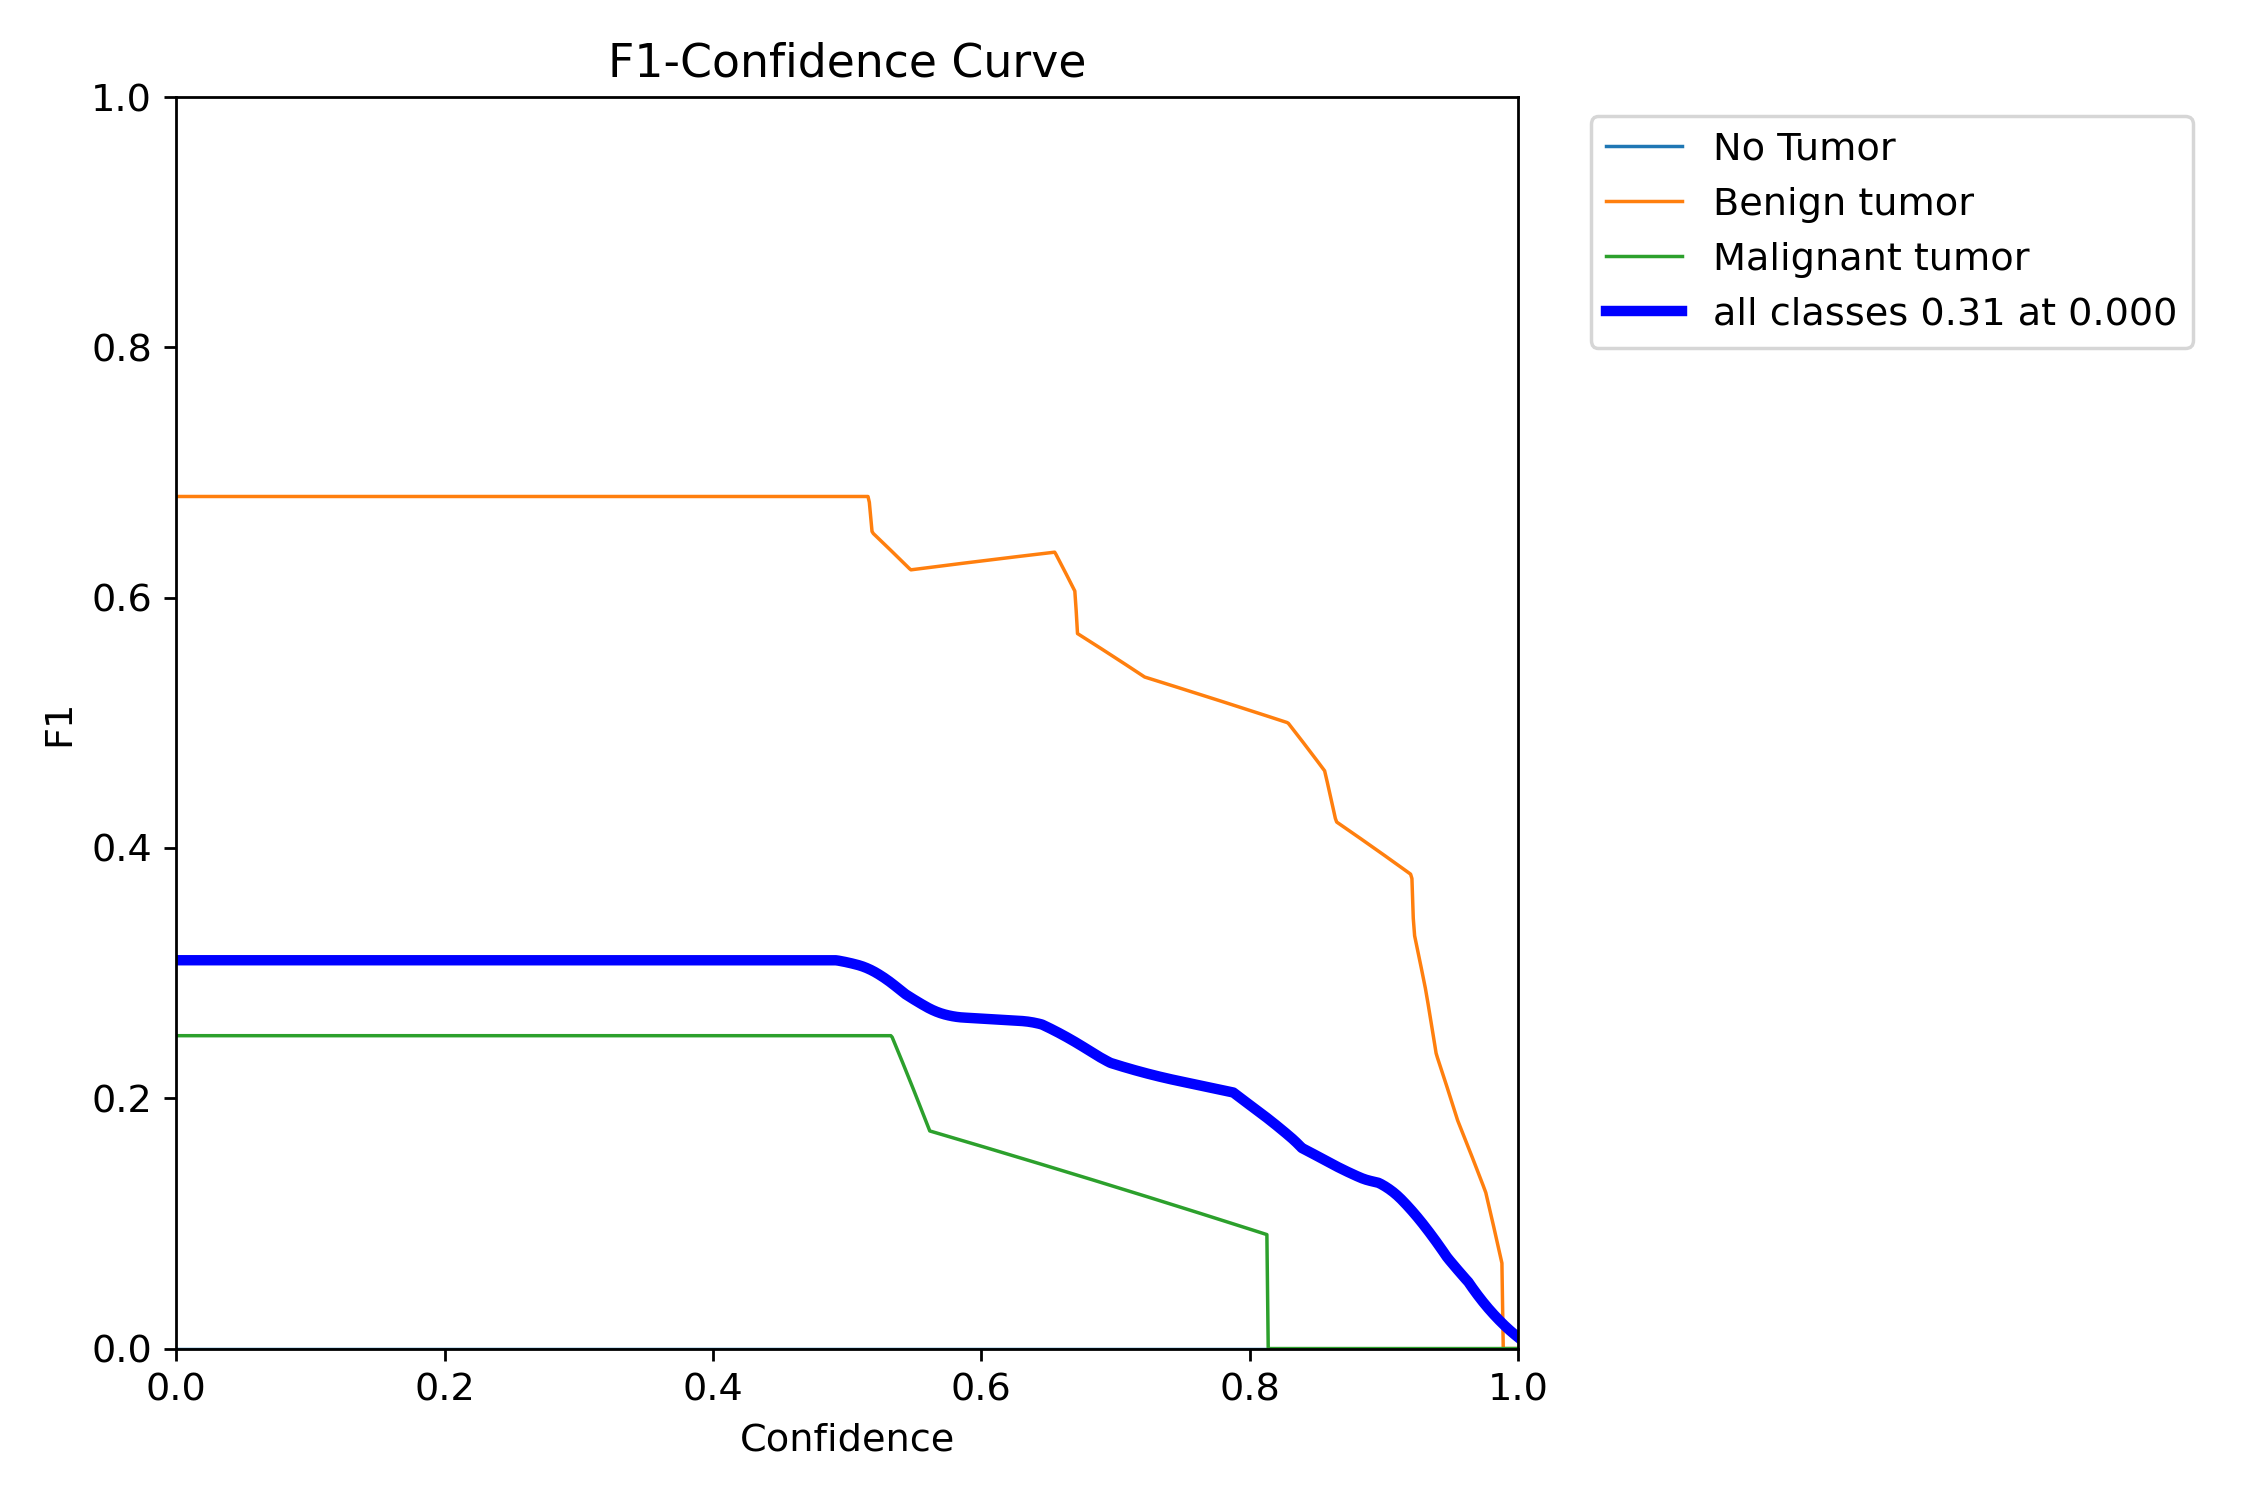 F1-Confidence Curve
1.0
0.8
0.6
0.4
0.2
0.0
F1
0.0 0.2 0.4 0.6 0.8 1.0
Confidence
No Tumor
Benign tumor
Malignant tumor
all classes 0.31 at 0.000